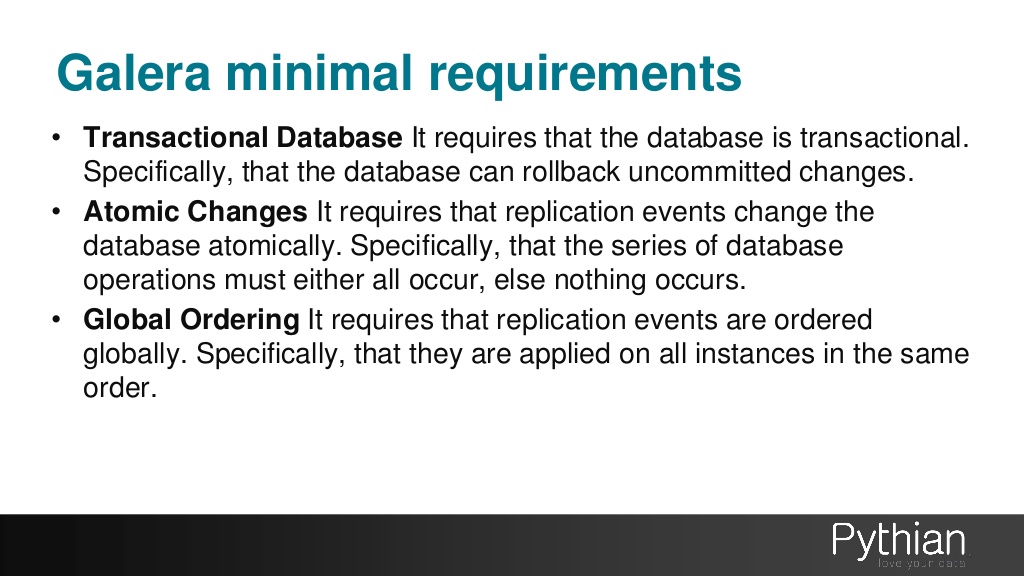 Galera minimal requirements
• Transactional Database It requires that the database is transactional.
Specifically, that the database can rollback uncommitted changes.
• Atomic Changes It requires that replication events change the
database atomically. Specifically, that the series of database
operations must either all occur, else nothing occurs.
• Global Ordering It requires that replication events are ordered
globally. Specifically, that they are applied on all instances in the same
order.
Pythian
love your data